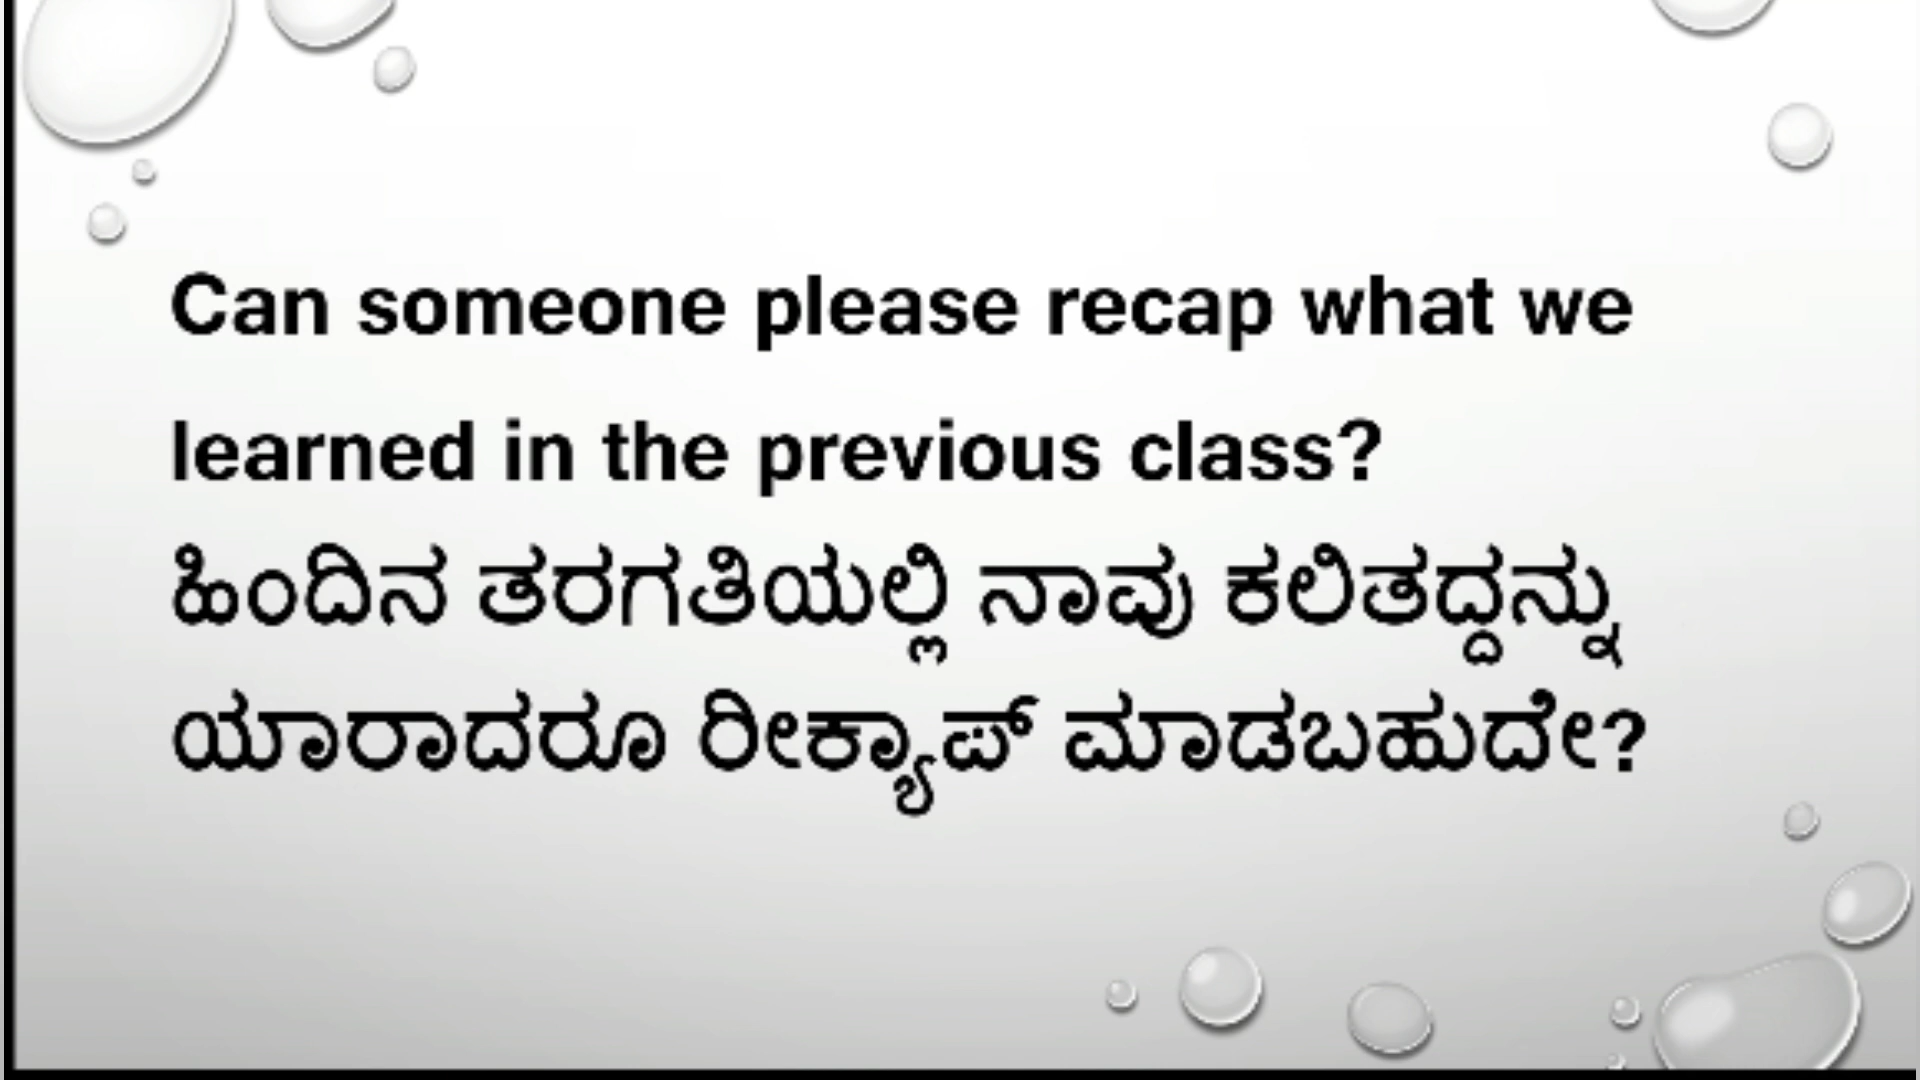 Can someone please recap what we
learned in the previous class?
ಹಿಂದಿನ ತರಗತಿಯಲ್ಲಿ ನಾವು ಕಲಿತದ್ದನ್ನು
ಯಾರಾದರೂ ರೀಕ್ಯಾಪ್ ಮಾಡಬಹುದೇ?